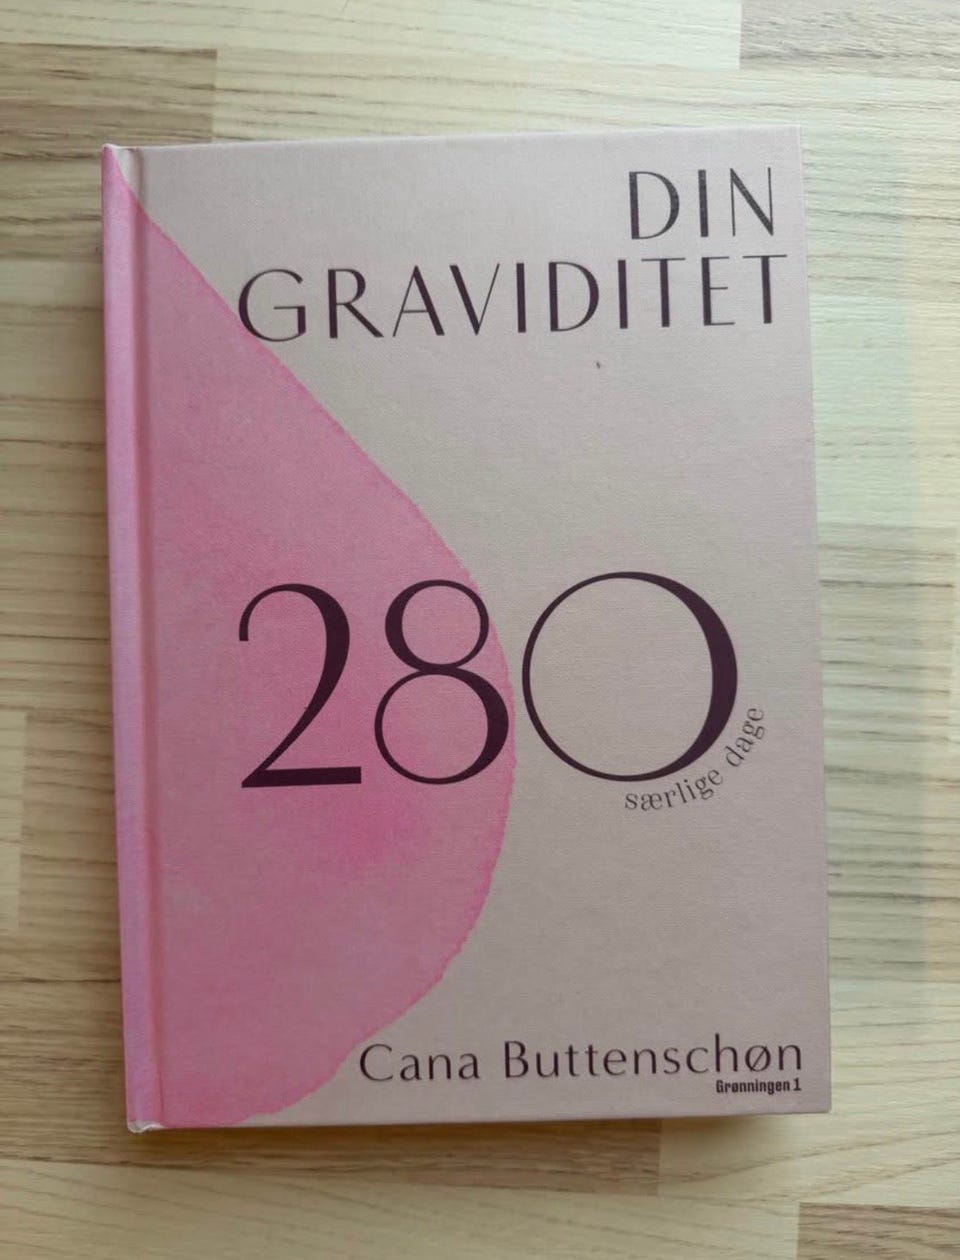 DIN
GRAVIDITET
280
særlige dage
Cana Buttenschøn
Grønningen 1